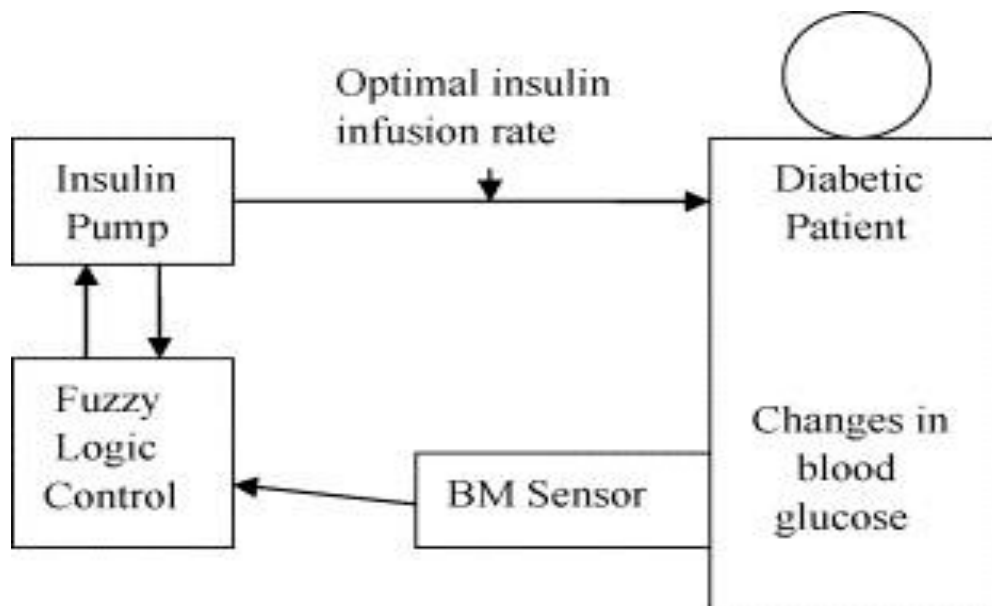 Optimal insulin
infusion rate
Insulin
Pump
Diabetic
Patient
Fuzzy
Logic
Control
BM Sensor
Changes in
blood
glucose